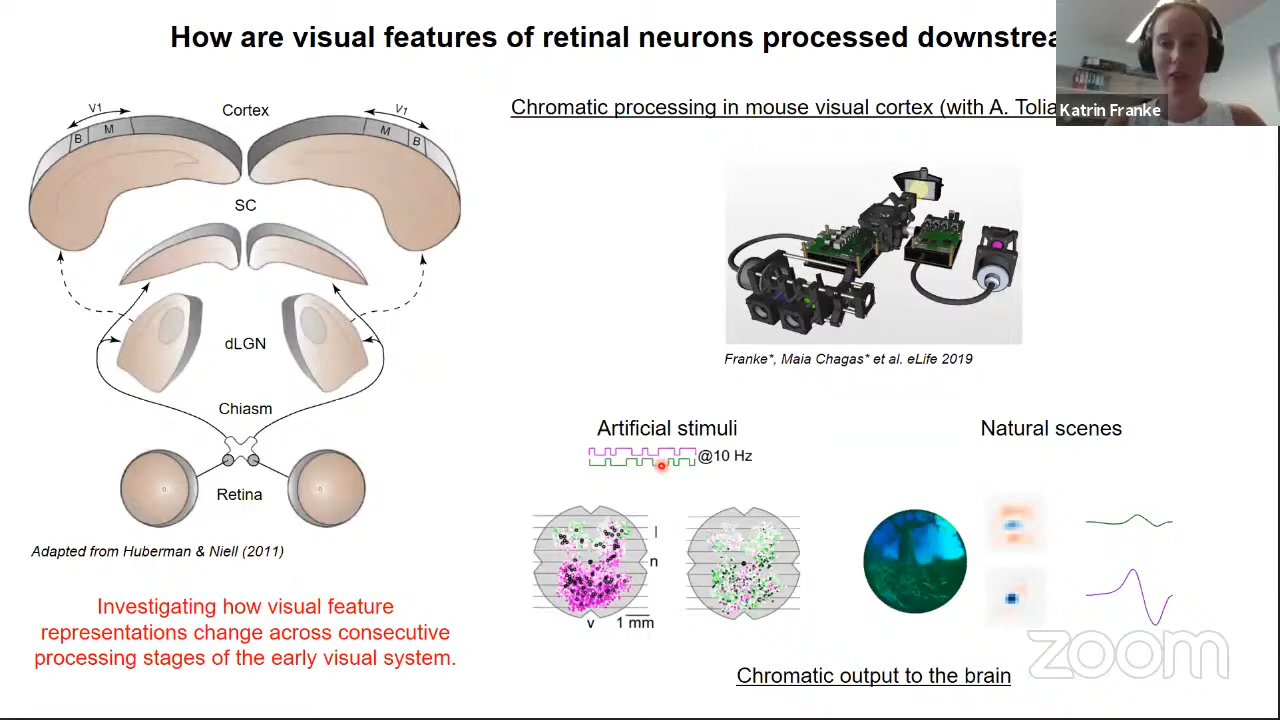 How are visual features of retinal neurons processed downstrea
Katrin Franke
Chromatic processing in mouse visual cortex (with A. Tolia
V1
Cortex
V1
B
M
M
B
SC
dLGN
Chiasm
Retina
Adapted from Huberman & Niell (2011)
Investigating how visual feature
representations change across consecutive
processing stages of the early visual system.
Franke*, Maia Chagas* et al. eLife 2019
Artificial stimuli
@10 Hz
l
n
v
1 mm
Natural scenes
Chromatic output to the brain
zoom